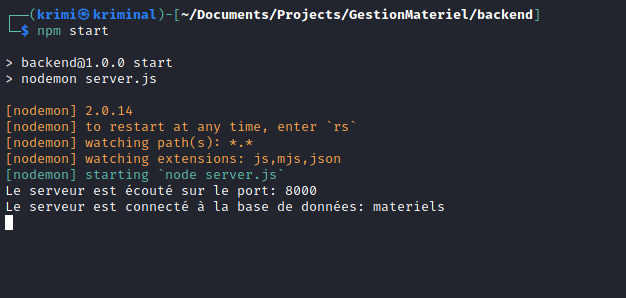 ┌──(krimi㉿kriminal)-[~/Documents/Projects/GestionMateriel/backend]
└─$ npm start
> backend@1.0.0 start
> nodemon server.js
[nodemon] 2.0.14
[nodemon] to restart at any time, enter `rs`
[nodemon] watching path(s): *.*
[nodemon] watching extensions: js,mjs,json
[nodemon] starting `node server.js`
Le serveur est écouté sur le port: 8000
Le serveur est connecté à la base de données: materiels